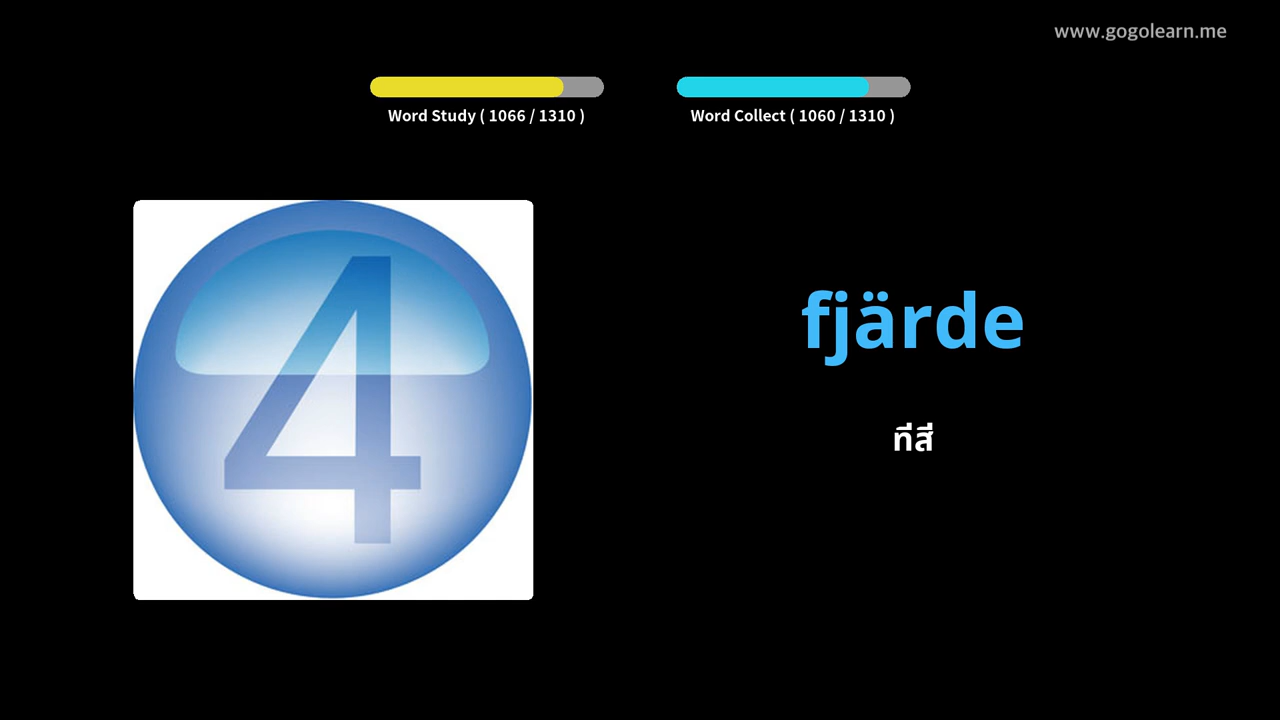 www.gogolearn.me
Word Study ( 1066 / 1310 )
Word Collect ( 1060 / 1310 )
4
fjärde
ที่สี่